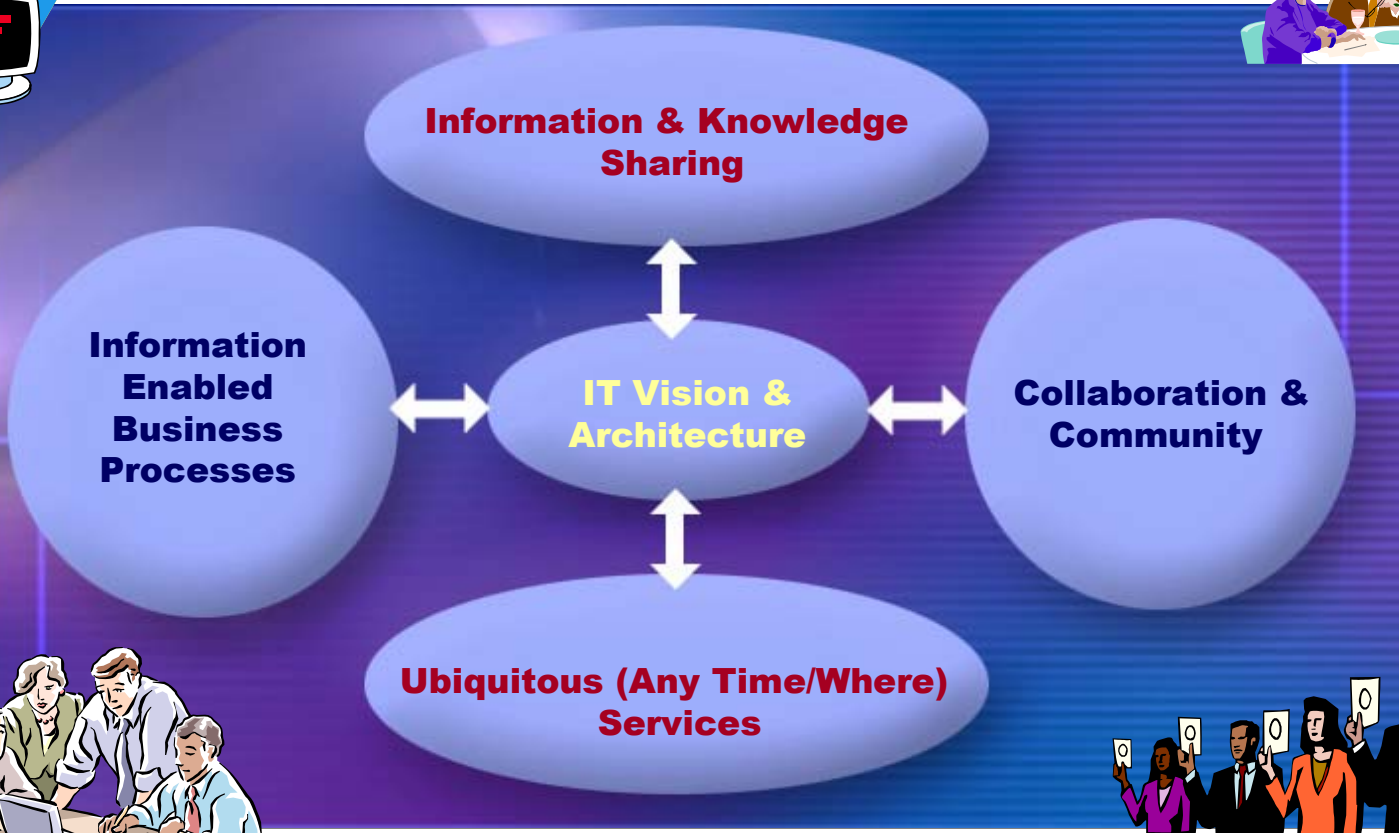 Information & Knowledge
Sharing
Information
Enabled
Business
Processes
IT Vision &
Architecture
Collaboration &
Community
Ubiquitous (Any Time/Where)
Services